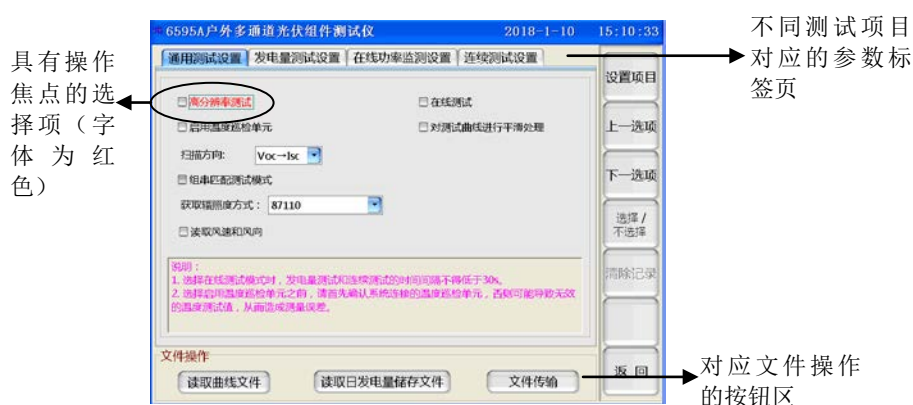 6595A户外多通道光伏组件测试仪 2018-1-10 15:10:33
通用测试设置 发电量测试设置 在线功率监测设置 连续测试设置
高分辨率测试 在线测试
启用温度巡检单元 对测试曲线进行平滑处理
扫描方向: Voc→Isc
组串匹配测试模式
获取辐照度方式: 87110
读取风速和风向
说明:
1. 选择在线测试模式时,发电量测试和连续测试的时间间隔不得低于30s。
2. 选择启用温度巡检单元之前,请首先确认系统连接的温度巡检单元,否则可能导致无效
的温度测试值,从而造成测量误差。
文件操作
读取曲线文件 读取日发电量储存文件 文件传输
设置项目
上一选项
下一选项
选择/
不选择
清除记录
返 回
具有操作
焦点的选
择项(字
体为红
色)
不同测试项目
对应的参数标
签页
对应文件操作
的按钮区